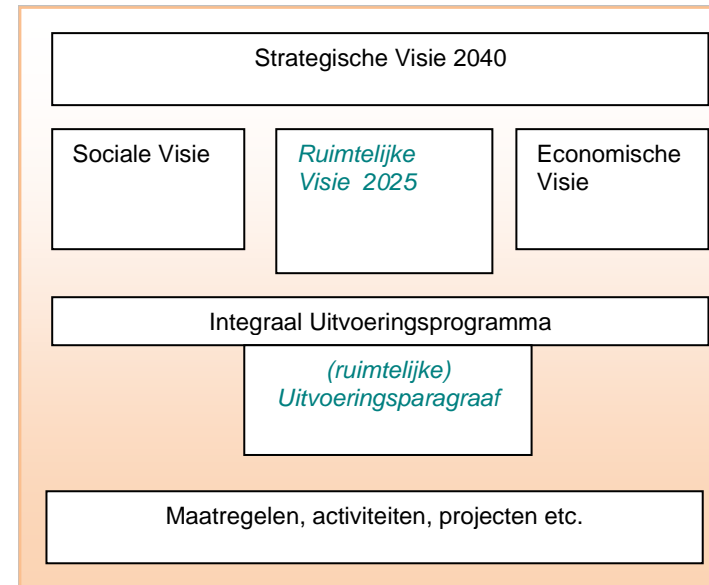 Strategische Visie 2040
Sociale Visie
Ruimtelijke
Visie 2025
Economische
Visie
Integraal Uitvoeringsprogramma
(ruimtelijke)
Uitvoeringsparagraaf
Maatregelen, activiteiten, projecten etc.